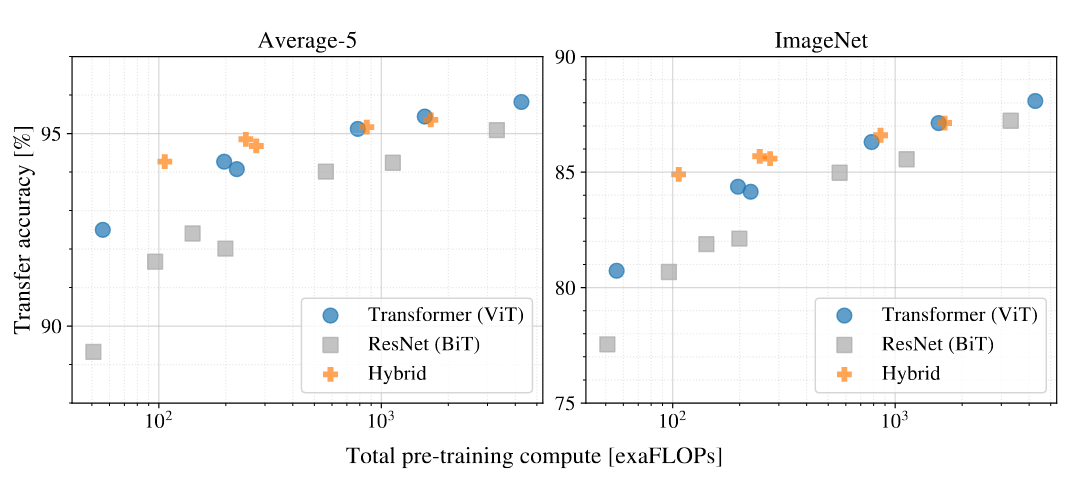 Average-5
ImageNet
Transfer accuracy [%]
95
90
10²
10³
90
85
80
75
10²
10³
Transformer (ViT)
ResNet (BiT)
Hybrid
Transformer (ViT)
ResNet (BiT)
Hybrid
Total pre-training compute [exaFLOPs]